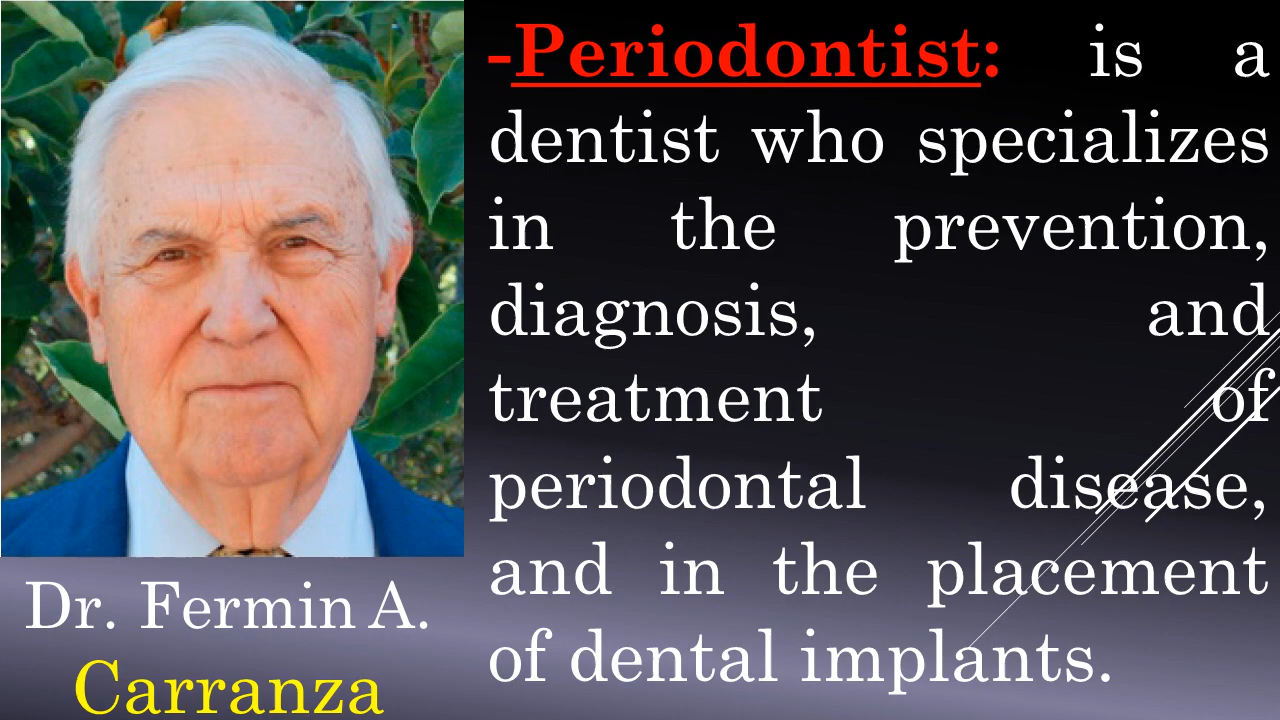 -Periodontist: is a
dentist who specializes
in the prevention,
diagnosis, and
treatment of
periodontal disease,
and in the placement
of dental implants.
Dr. Fermin A.
Carranza